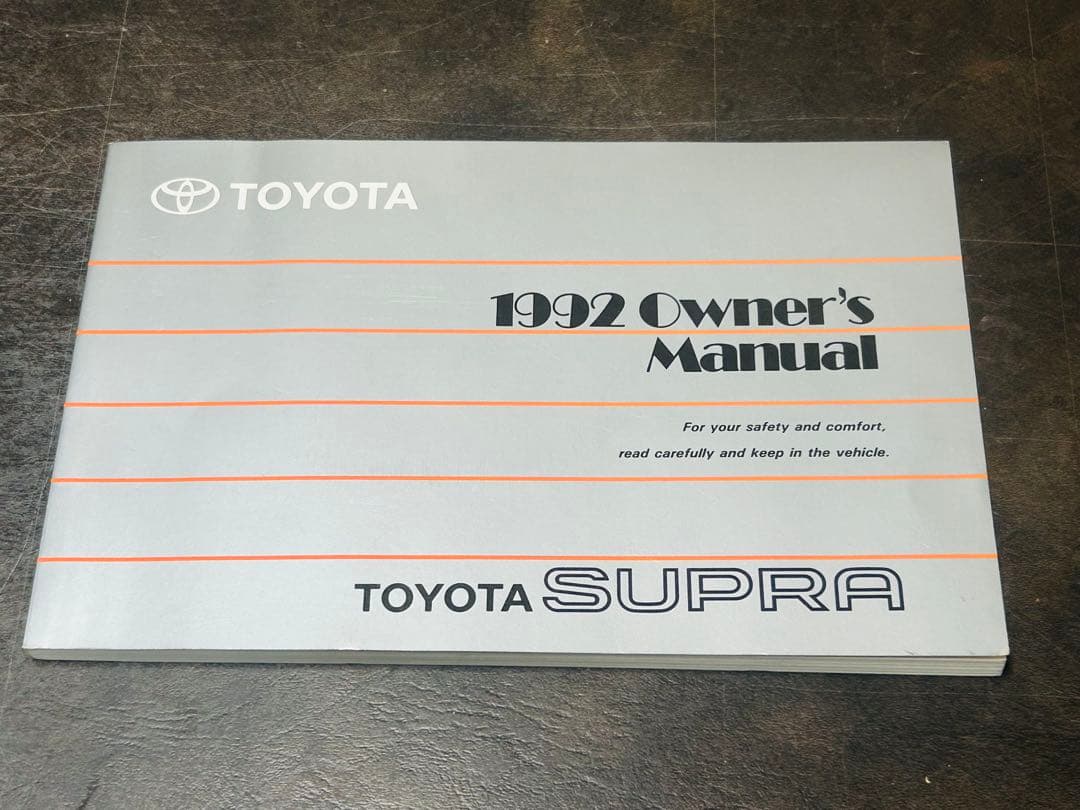 TOYOTA
1992 Owner's
Manual
For your safety and comfort,
read carefully and keep in the vehicle.
TOYOTA SUPRA